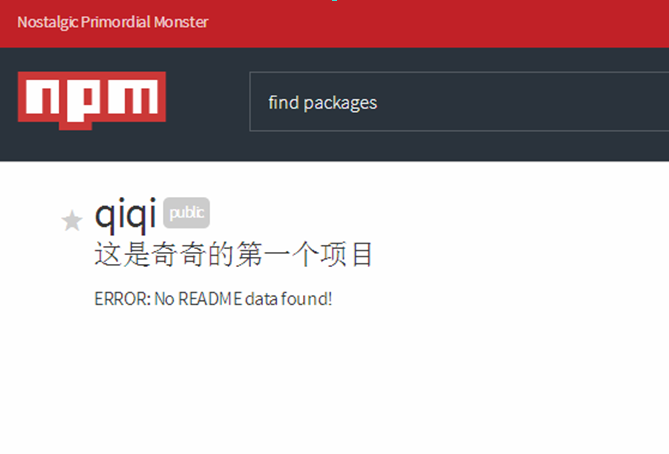 Nostalgic Primordial Monster
npm
find packages
qiqi public
这是奇奇的第一个项目
ERROR: No README data found!